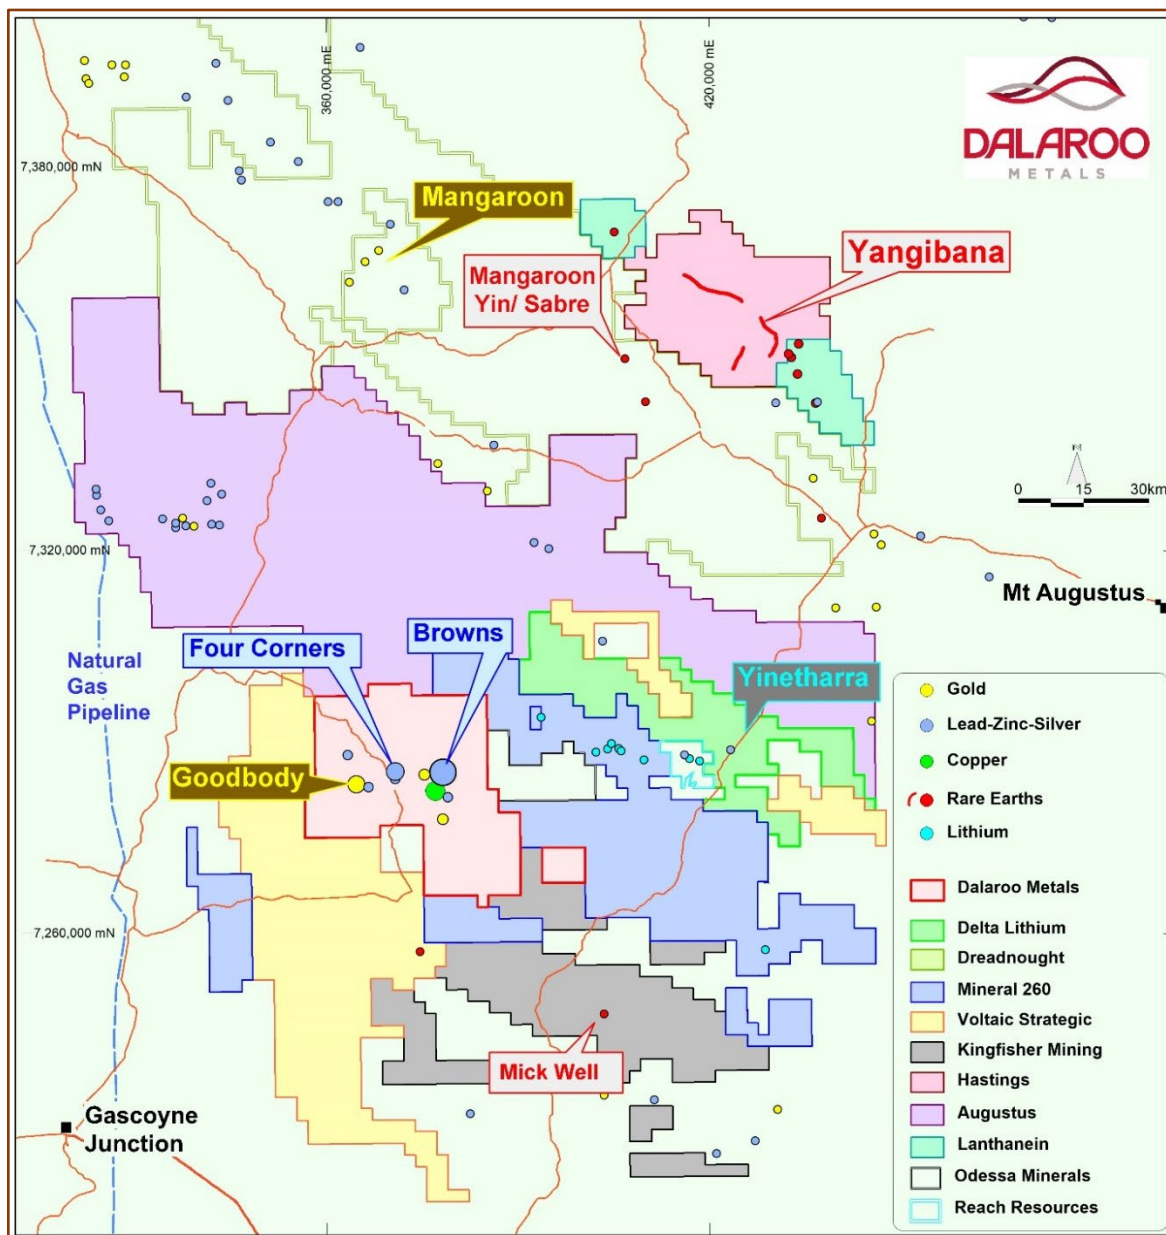 360,000 mE
420,000 mE
DALAROO
METALS
7,380,000 mN
Mangaroon
Yangibana
Mangaroon
Yin/ Sabre
0 15 30km
7,320,000 mN
Mt Augustus
Browns
Four Corners
Natural
Gas
Pipeline
Yinetharra
Goodbody
Gold
Lead-Zinc-Silver
Copper
Rare Earths
Lithium
Dalaroo Metals
Delta Lithium
Dreadnought
Mineral 260
Voltaic Strategic
Kingfisher Mining
Hastings
Augustus
Lanthanein
Odessa Minerals
Reach Resources
7,260,000 mN
Mick Well
Gascoyne
Junction